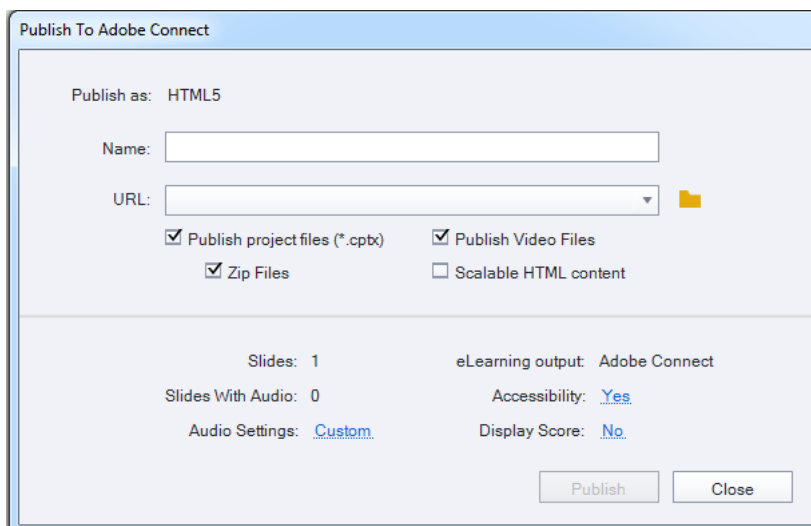 Publish To Adobe Connect
Publish as: HTML5
Name:
URL:
Publish project files (*.cptx) Publish Video Files
Zip Files Scalable HTML content
Slides: 1 eLearning output: Adobe Connect
Slides With Audio: 0 Accessibility: Yes
Audio Settings: Custom Display Score: No
Publish Close